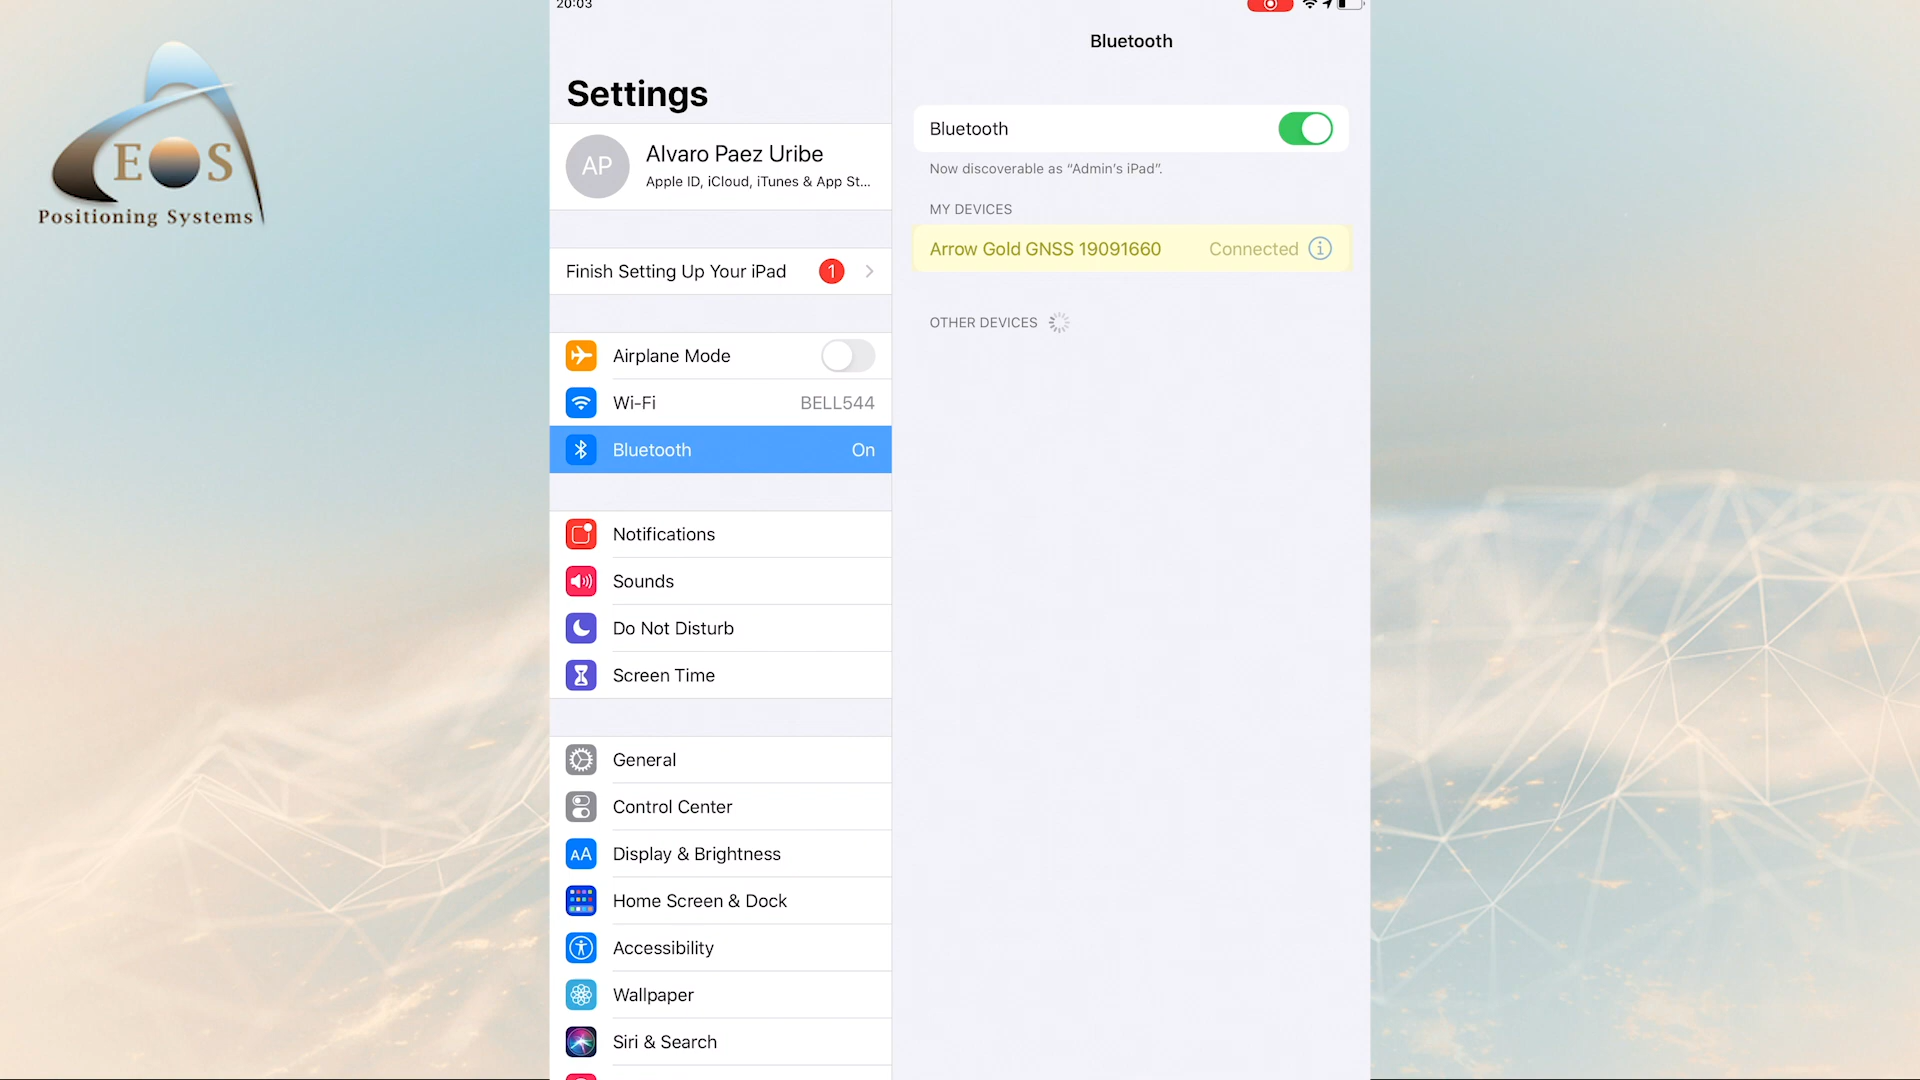 20:03
EOS
Positioning Systems
Settings
AP
Alvaro Paez Uribe
Apple ID, iCloud, iTunes & App St...
Finish Setting Up Your iPad 1
Airplane Mode
Wi-Fi BELL544
Bluetooth On
Notifications
Sounds
Do Not Disturb
Screen Time
General
Control Center
AA Display & Brightness
Home Screen & Dock
Accessibility
Wallpaper
Siri & Search
Bluetooth
Bluetooth
Now discoverable as “Admin’s iPad”.
MY DEVICES
Arrow Gold GNSS 19091660 Connected
OTHER DEVICES